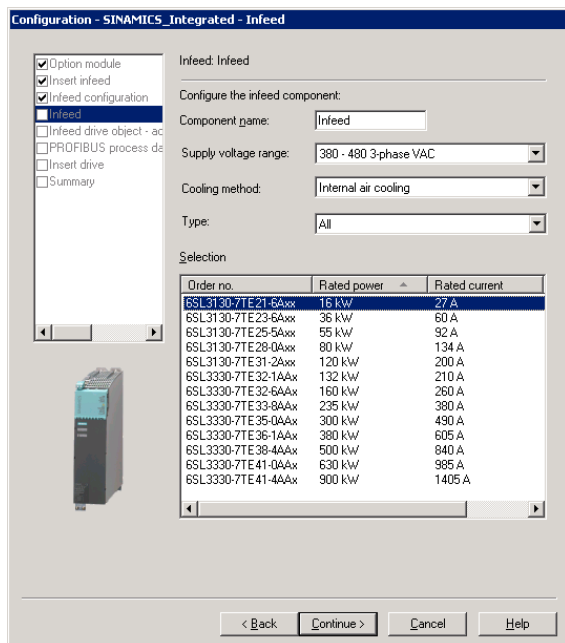 Configuration - SINAMICS_Integrated - Infeed
Option module
Insert infeed
Infeed configuration
Infeed
Infeed drive object - ac
PROFIBUS process da
Insert drive
Summary
Infeed: Infeed
Configure the infeed component:
Component name: Infeed
Supply voltage range: 380 - 480 3-phase VAC
Cooling method: Internal air cooling
Type: All
Selection
Order no. Rated power Rated current
6SL3130-7TE21-6Axx 16 kW 27 A
6SL3130-7TE23-6Axx 36 kW 60 A
6SL3130-7TE25-5Axx 55 kW 92 A
6SL3130-7TE28-0Axx 80 kW 134 A
6SL3130-7TE31-2Axx 120 kW 200 A
6SL3330-7TE32-1AAx 132 kW 210 A
6SL3330-7TE32-6AAx 160 kW 260 A
6SL3330-7TE33-8AAx 235 kW 380 A
6SL3330-7TE35-0AAx 300 kW 490 A
6SL3330-7TE36-1AAx 380 kW 605 A
6SL3330-7TE38-4AAx 500 kW 840 A
6SL3330-7TE41-0AAx 630 kW 985 A
6SL3330-7TE41-4AAx 900 kW 1405 A
< Back Continue > Cancel Help